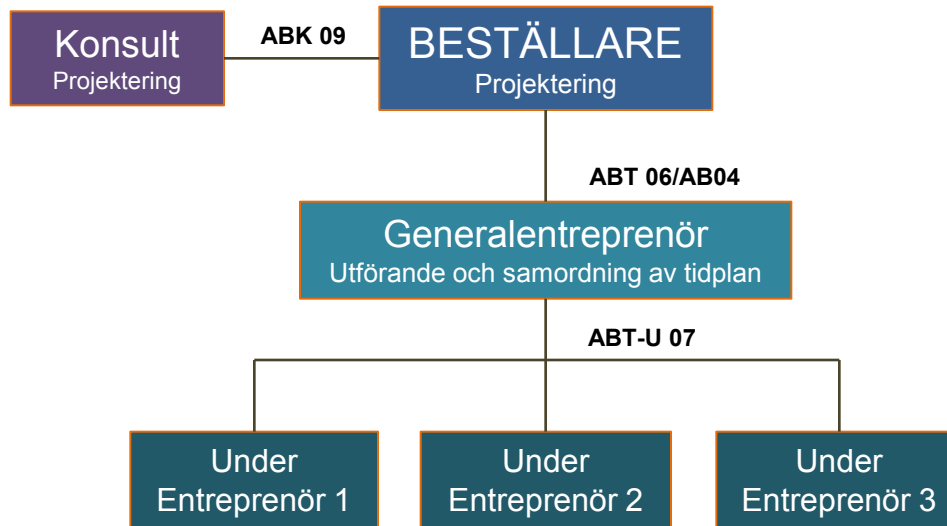 Konsult
Projektering
ABK 09
BESTÄLLARE
Projektering
ABT 06/AB04
Generalentreprenör
Utförande och samordning av tidplan
ABT-U 07
Under
Entreprenör 1
Under
Entreprenör 2
Under
Entreprenör 3